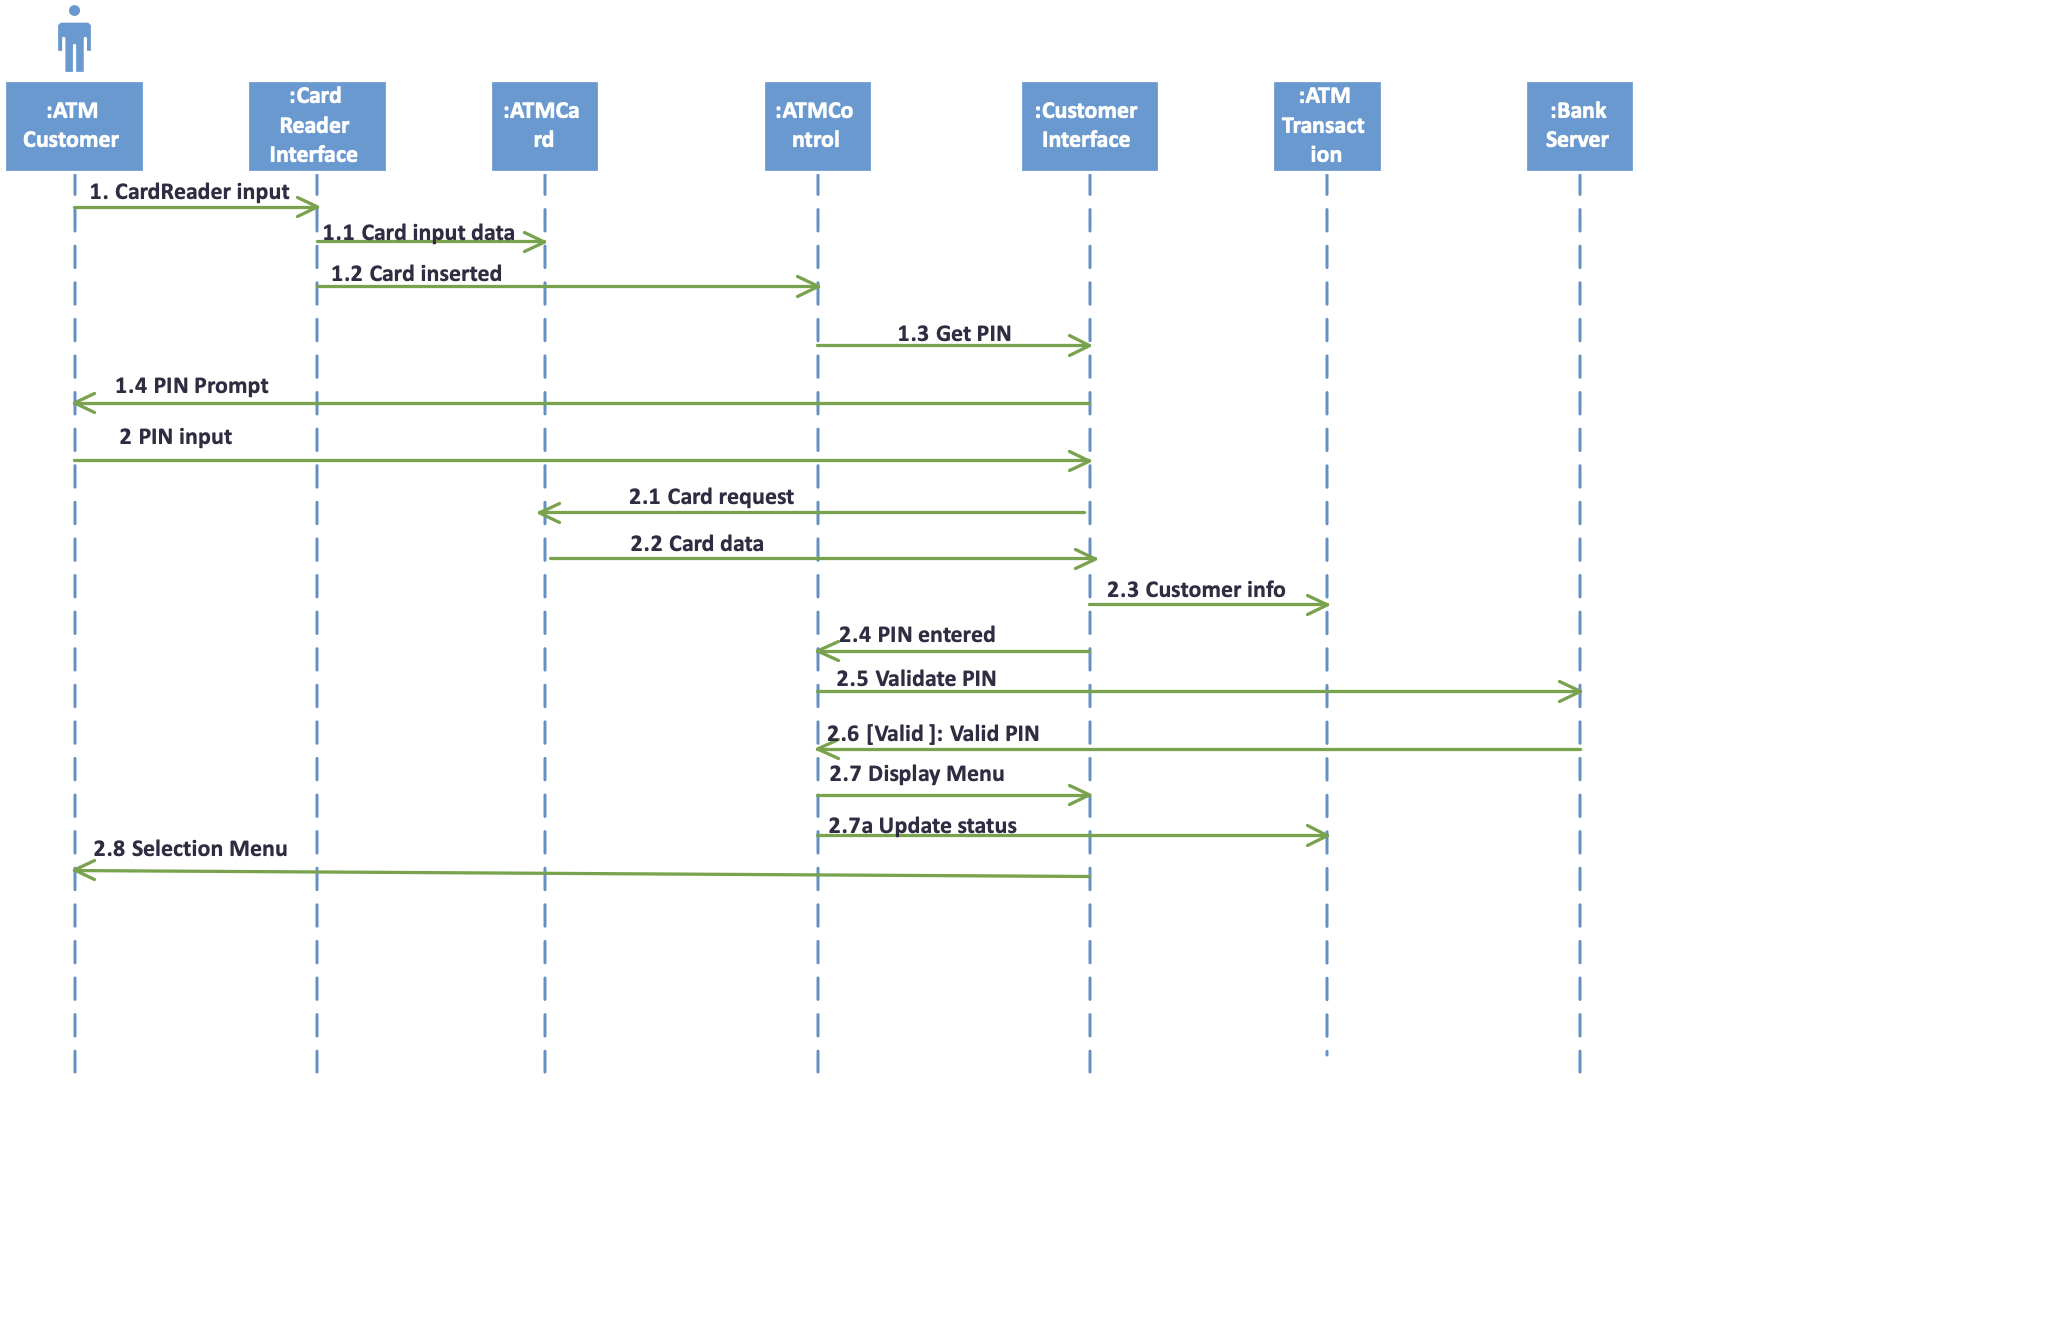 :ATM
Customer
:Card
Reader
Interface
:ATMCa
rd
:ATMCo
ntrol
:Customer
Interface
:ATM
Transact
ion
:Bank
Server
1. CardReader input
1.1 Card input data
1.2 Card inserted
1.3 Get PIN
1.4 PIN Prompt
2 PIN input
2.1 Card request
2.2 Card data
2.3 Customer info
2.4 PIN entered
2.5 Validate PIN
2.6 [Valid ]: Valid PIN
2.7 Display Menu
2.7a Update status
2.8 Selection Menu